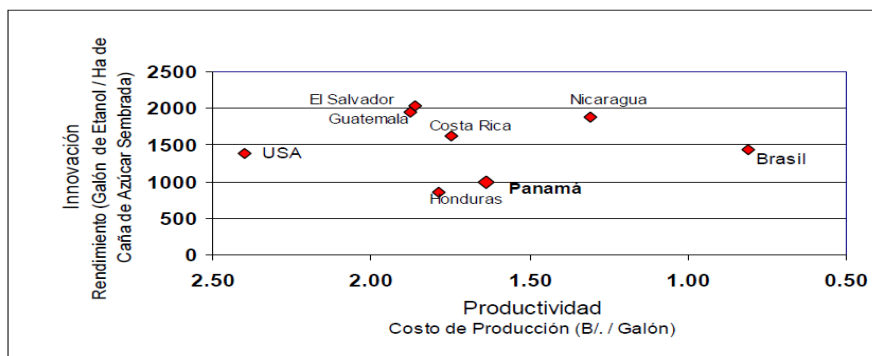 Innovación
Rendimiento (Galón de Etanol / Ha de
Caña de Azúcar Sembrada)
2500
2000
1500
1000
500
0
El Salvador
Guatemala
Nicaragua
Costa Rica
USA
Brasil
Panamá
Honduras
2.50 2.00 1.50 1.00 0.50
Productividad
Costo de Producción (B/. / Galón)